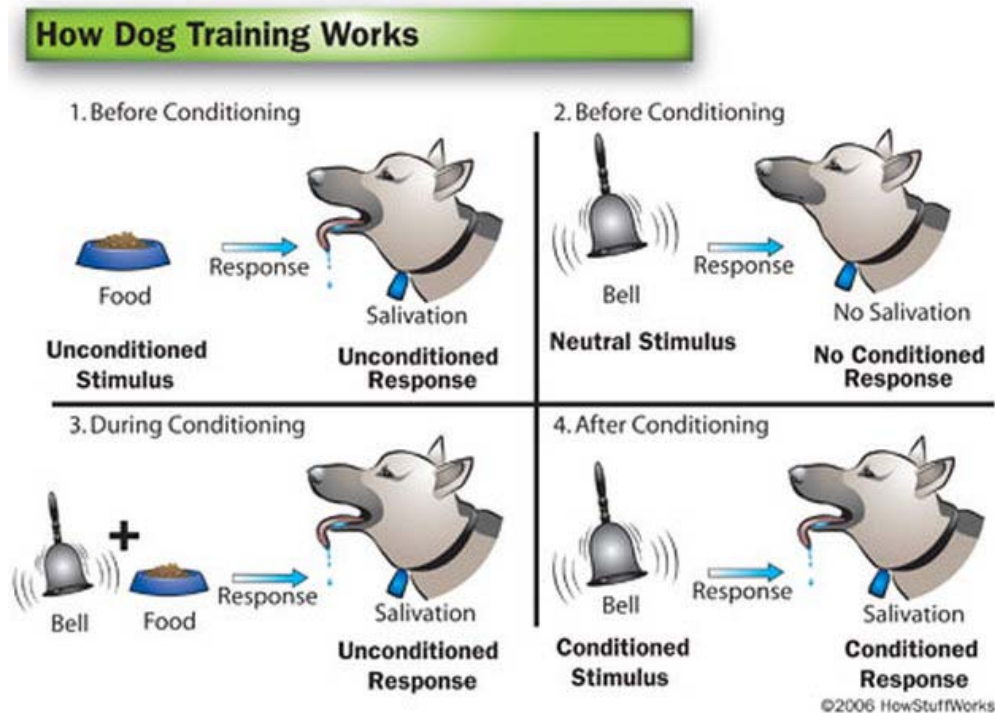 How Dog Training Works
1. Before Conditioning
Response
Food
Salivation
Unconditioned
Stimulus
Unconditioned
Response
2. Before Conditioning
Response
Bell
No Salivation
Neutral Stimulus
No Conditioned
Response
3. During Conditioning
+
Response
Bell
Food
Salivation
Unconditioned
Response
4. After Conditioning
Response
Bell
Salivation
Conditioned
Stimulus
Conditioned
Response
©2006 HowStuffWorks